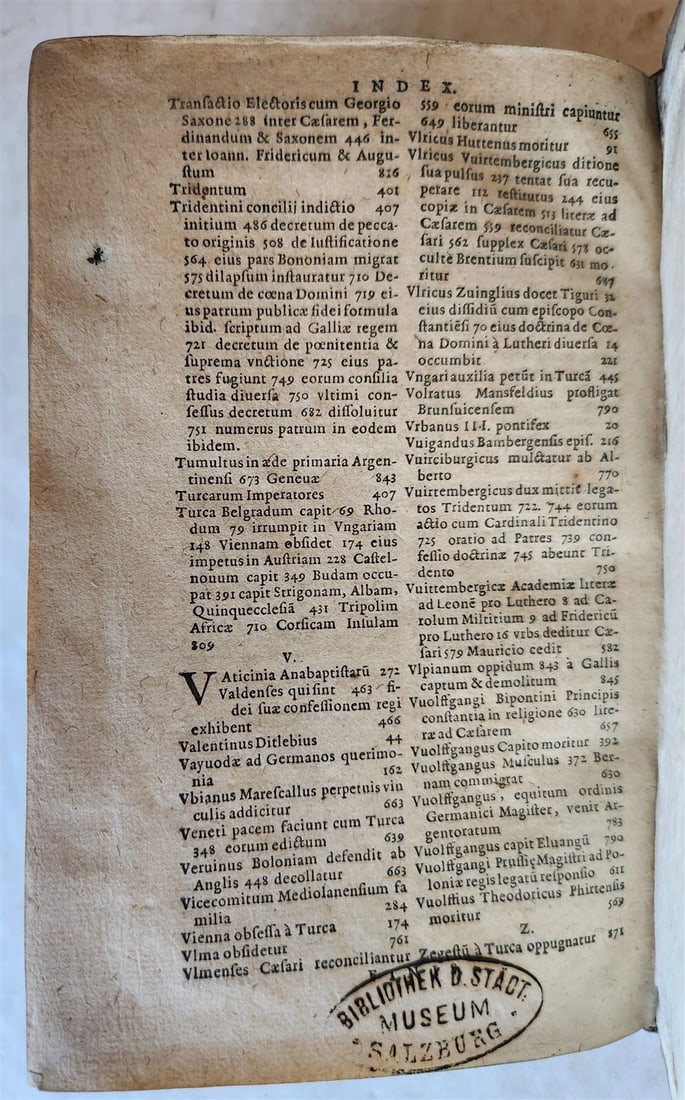 INDEX.
Transactio Electoris cum Georgio
Saxone 288 inter Cæsarem, Fer-
dinandum & Saxonem 446 in-
ter Ioann. Fridericum & Augu-
stum 826
Tridentum 401
Tridentini concilij indictio 407
initium 486 decretum de pecca-
to originis 508 de Iustificatione
564 eius pars Bononiam migrat
575 dilapsum instauratur 710 De-
cretum de cœna Domini 719 ei-
us patrum publicæ fidei formula
ibid. scriptum ad Galliæ regem
721 decretum de pœnitentia &
suprema vnctione 725 eius pa-
tres fugiunt 749 eorum consilia
studia diuersa 750 vltimi con-
sessus decretum 682 dissoluitur
751 numerus patrum in eodem
ibidem.
Tumultus in æde primaria Argen-
tinensi 673 Geneuæ 843
Turcarum Imperatores 407
Turca Belgradum capit 69 Rho-
dum 79 irrumpit in Vngariam
148 Viennam obsidet 174 eius
impetus in Austriam 228 Castel-
nouum capit 349 Budam occu-
pat 391 capit Strigonam, Albam,
Quinquecclesiā 431 Tripolim
Africæ 710 Corsicam Insulam
809
V.
VAticinia Anabaptistarū 272
Valdenses qui sint 463 fi-
dei suæ confessionem regi
exhibent 466
Valentinus Ditlebius 44
Vayuodæ ad Germanos querimo-
nia 162
Vbianus Marescallus perpetuis vin
culis addicitur 663
Veneti pacem faciunt cum Turca
348 eorum edictum 639
Veruinus Boloniam defendit ab
Anglis 448 decollatur 663
Vicecomitum Mediolanensium fa
milia 284
Vienna obsessa à Turca 174
Vlma obsidetur 761
Vlmenses Cæsari reconciliantur
559 eorum ministri capiuntur
649 liberantur 655
Vlricus Huttenus moritur 91
Vlricus Vuirtembergicus ditione
sua pulsus 237 tentat sua recu-
perare 112 restitutus 244 eius
copiæ in Cæsarem 513 literæ ad
Cæsarem 559 reconciliatur Cæ-
sari 562 supplex Cæsari 578 oc-
cultè Brentium suscipit 631 mo-
ritur 687
Vlricus Zuinglius docet Tiguri 32
eius dissidiū cum episcopo Con-
stantiēsi 70 eius doctrina de Cœ-
na Domini à Lutheri diuersa 14
occumbit 221
Vngari auxilia petūt in Turcā 445
Volratus Mansfeldius profligat
Brunsuicensem 790
Vrbanus III. pontifex 20
Vuigandus Bambergensis epis. 216
Vuirciburgicus mulctatur ab Al-
berto 770
Vuirtembergicus dux mittit lega-
tos Tridentum 722. 744 eorum
actio cum Cardinali Tridentino
725 oratio ad Patres 739 con-
fessio doctrinæ 745 abeunt Tri-
dento 750
Vuittembergicæ Academiæ literæ
ad Leonē pro Luthero 8 ad Ca-
rolum Miltitium 9 ad Fridericū
pro Luthero 16 vrbs deditur Cæ-
sari 579 Mauricio cedit 582
Vlpianum oppidum 843 à Gallis
captum & demolitum 845
Vuolffgangi Bipontini Principis
constantia in religione 630 lite-
ræ ad Cæsarem 657
Vuolffgangus Capito moritur 392
Vuolffgangus Musculus 372 Ber-
nam commigrat 630
Vuolffgangus, equitum ordinis
Germanici Magister, venit Ar-
gentoratum 783
Vuolffgangus capit Eluangū 790
Vuolffgangi Prussiæ Magistri ad Po-
loniæ regis legatū responsio 611
Vuolffius Theodoricus Phirtensis
moritur 569
Z.
Zegestū à Turca oppugnatur 871
BIBLIOTHEK D. STÄDT.
MUSEUM
SALZBURG